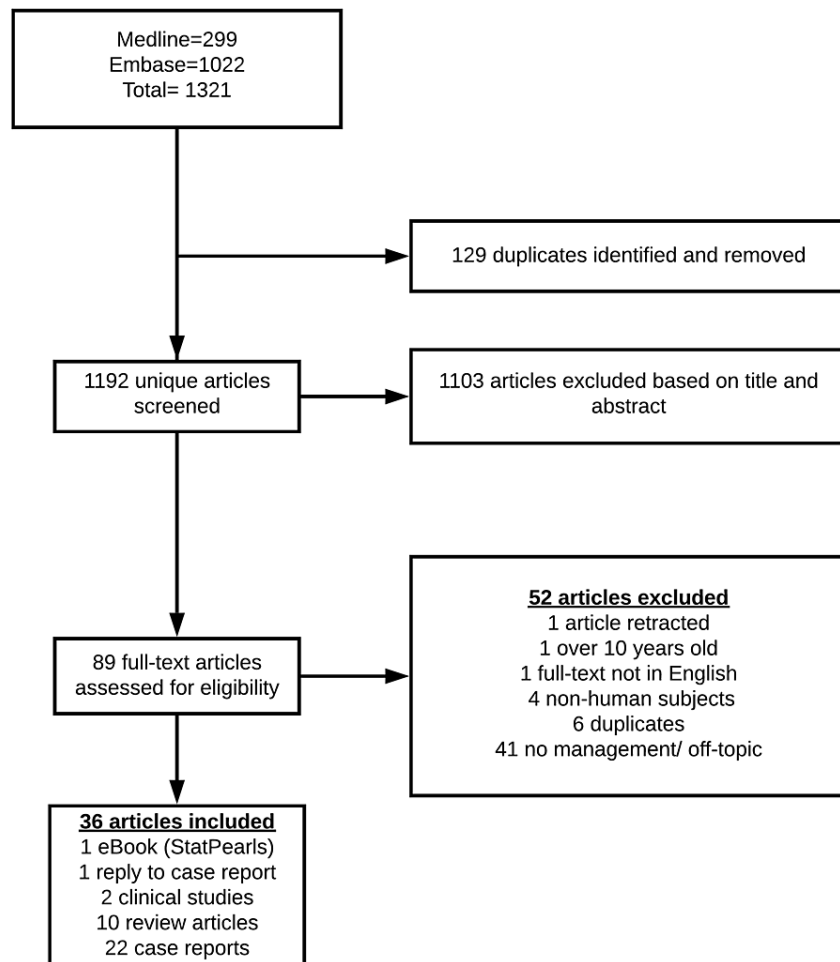 Medline=299
Embase=1022
Total= 1321
129 duplicates identified and removed
1192 unique articles
screened
1103 articles excluded based on title and
abstract
89 full-text articles
assessed for eligibility
52 articles excluded
1 article retracted
1 over 10 years old
1 full-text not in English
4 non-human subjects
6 duplicates
41 no management/ off-topic
36 articles included
1 eBook (StatPearls)
1 reply to case report
2 clinical studies
10 review articles
22 case reports